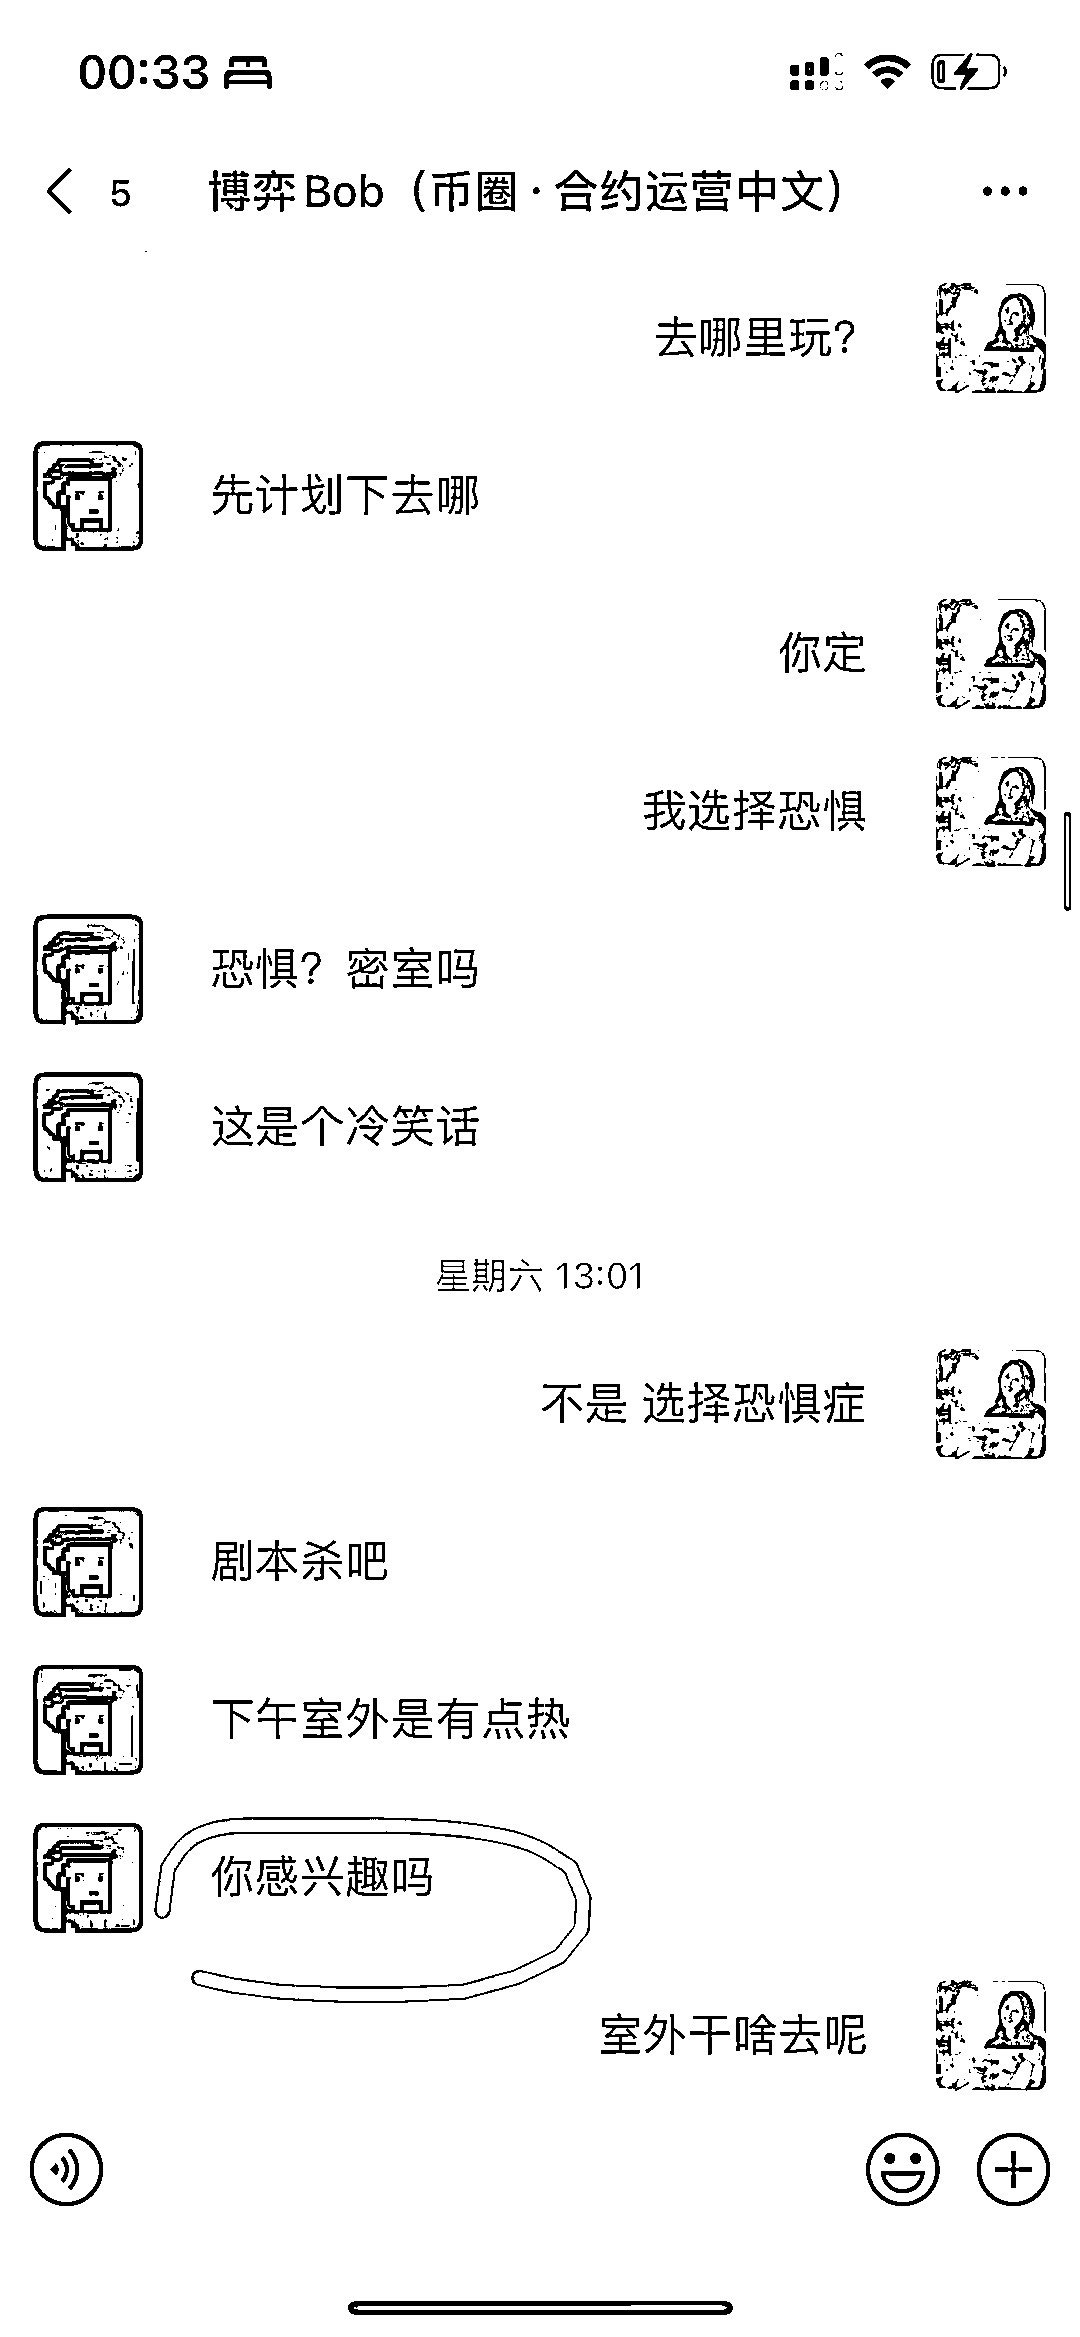 00:33
5
博弈Bob（币圈·合约运营中文）
去哪里玩？
先计划下去哪
你定
我选择恐惧
恐惧？密室吗
这是个冷笑话
星期六 13:01
不是 选择恐惧症
剧本杀吧
下午室外是有点热
你感兴趣吗
室外干啥去呢